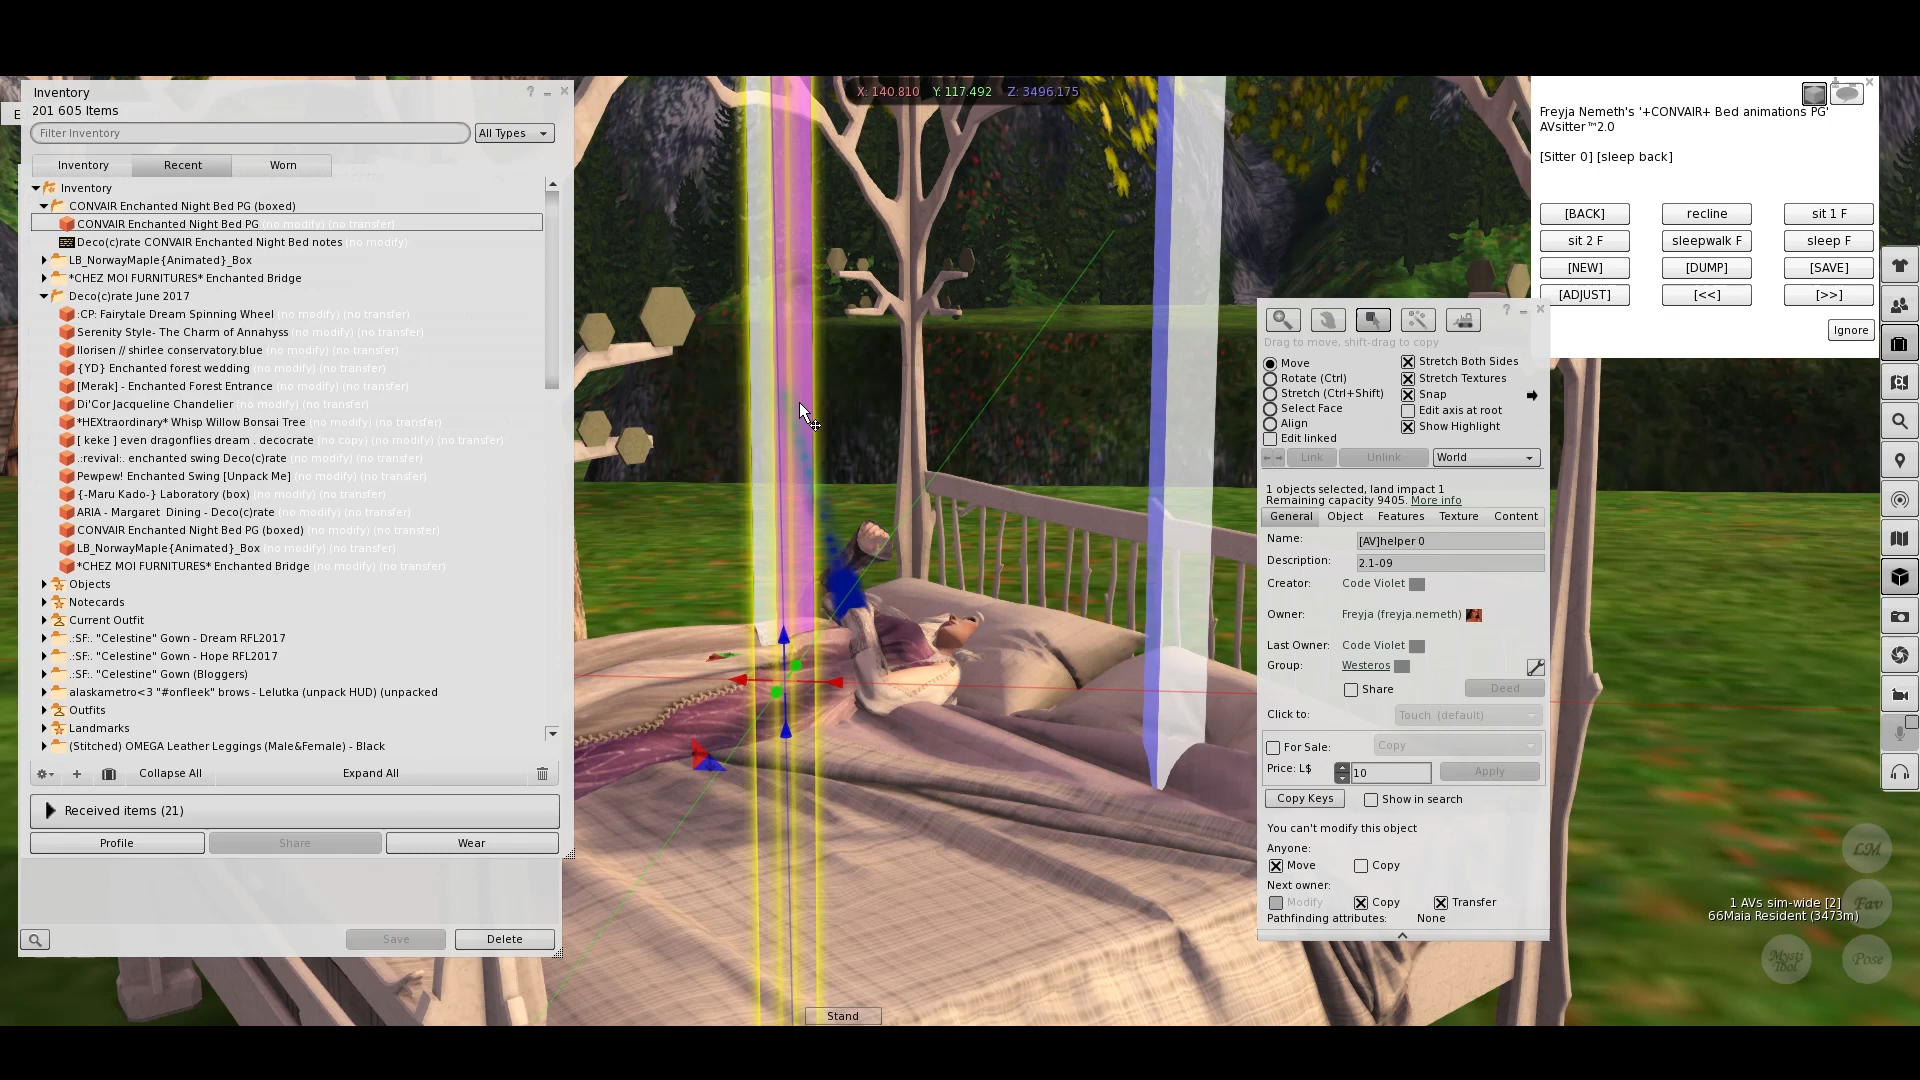 X: 140.810 Y: 117.492 Z: 3496.175
Inventory
201 605 Items
Filter Inventory
All Types
Inventory Recent Worn
Inventory
CONVAIR Enchanted Night Bed PG (boxed)
CONVAIR Enchanted Night Bed PG (no modify) (no transfer)
Deco(c)rate CONVAIR Enchanted Night Bed notes (no modify)
LB_NorwayMaple{Animated}_Box
*CHEZ MOI FURNITURES* Enchanted Bridge
Deco(c)rate June 2017
:CP: Fairytale Dream Spinning Wheel (no modify) (no transfer)
Serenity Style- The Charm of Annahyss (no modify) (no transfer)
llorisen // shirlee conservatory.blue (no modify) (no transfer)
{YD} Enchanted forest wedding (no modify) (no transfer)
[Merak] - Enchanted Forest Entrance (no modify) (no transfer)
Di'Cor Jacqueline Chandelier (no modify) (no transfer)
*HEXtraordinary* Whisp Willow Bonsai Tree (no modify) (no transfer)
[ keke ] even dragonflies dream . decocrate (no copy) (no modify) (no transfer)
.:revival:. enchanted swing Deco(c)rate (no modify) (no transfer)
Pewpew! Enchanted Swing [Unpack Me] (no modify) (no transfer)
{-Maru Kado-} Laboratory (box) (no modify) (no transfer)
ARIA - Margaret Dining - Deco(c)rate (no modify) (no transfer)
CONVAIR Enchanted Night Bed PG (boxed) (no modify) (no transfer)
LB_NorwayMaple{Animated}_Box (no modify) (no transfer)
*CHEZ MOI FURNITURES* Enchanted Bridge (no modify) (no transfer)
Objects
Notecards
Current Outfit
.:SF:. "Celestine" Gown - Dream RFL2017
.:SF:. "Celestine" Gown - Hope RFL2017
.:SF:. "Celestine" Gown (Bloggers)
alaskametro<3 "#onfleek" brows - Lelutka (unpack HUD) (unpacked
Outfits
Landmarks
(Stitched) OMEGA Leather Leggings (Male&Female) - Black
Collapse All Expand All
Received items (21)
Profile Share Wear
Save Delete
Stand
Freyja Nemeth's '+CONVAIR+ Bed animations PG'
AVsitter™2.0
[Sitter 0] [sleep back]
[BACK] recline sit 1 F
sit 2 F sleepwalk F sleep F
[NEW] [DUMP] [SAVE]
[ADJUST] [<<] [>>]
Ignore
Drag to move, shift-drag to copy
Move
Rotate (Ctrl)
Stretch (Ctrl+Shift)
Select Face
Align
Edit linked
Stretch Both Sides
Stretch Textures
Snap
Edit axis at root
Show Highlight
Link Unlink World
1 objects selected, land impact 1
Remaining capacity 9405. More info
General Object Features Texture Content
Name: [AV]helper 0
Description: 2.1-09
Creator: Code Violet
Owner: Freyja (freyja.nemeth)
Last Owner: Code Violet
Group: Westeros
Share Deed
Click to: Touch (default)
For Sale: Copy
Price: L$ 10 Apply
Copy Keys Show in search
You can't modify this object
Anyone:
Move Copy
Next owner:
Modify Copy Transfer
Pathfinding attributes: None
LM
1 AVs sim-wide [2]
66Maia Resident (3473m)
Fav
Mysti Tool
Pose